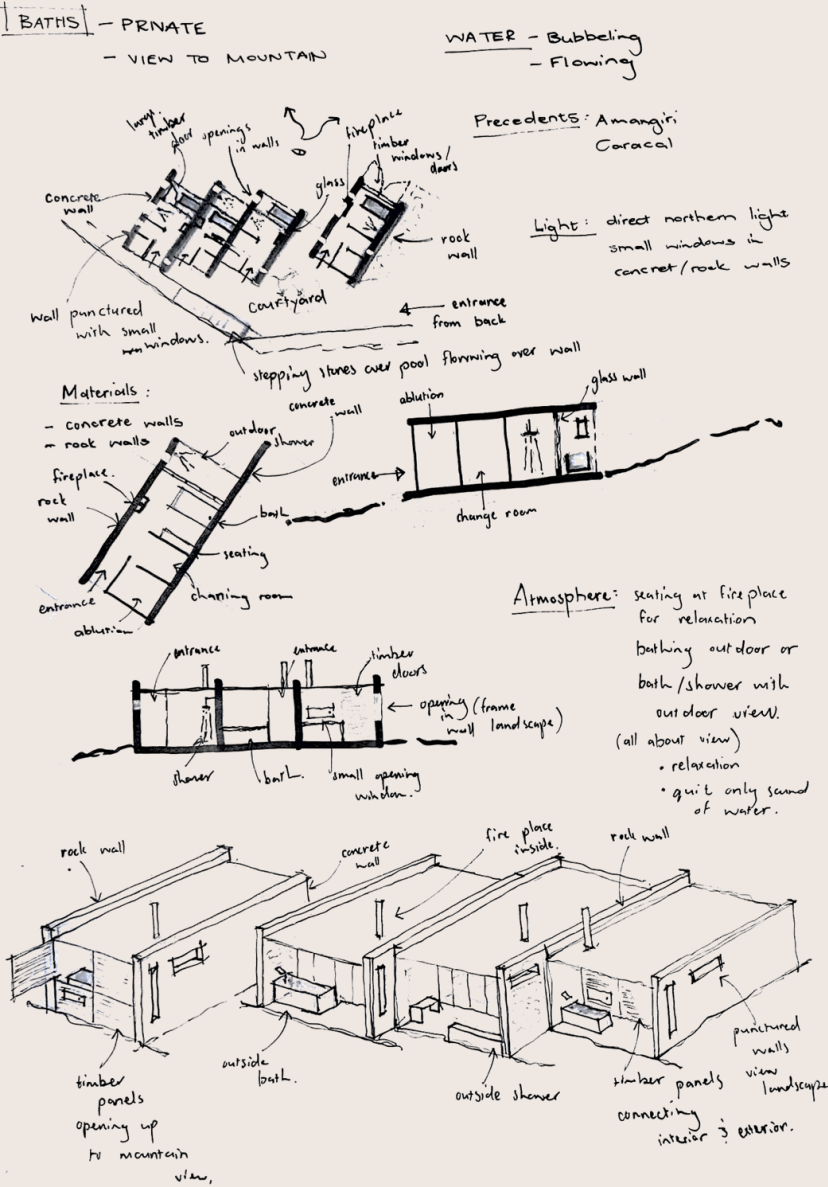 BATHS - PRIVATE
- VIEW TO MOUNTAIN
WATER - Bubbeling
- Flowing
Precedents: Amangiri
Caracal
Light: direct northern light
small windows in
concret/rock walls
large
timber
door
openings
in walls
fireplace
timber
windows/
doors
glass
concrete
wall
rock
wall
courtyard
wall punctured
with small
windows.
entrance
from back
stepping stones over pool flowwing over wall
Materials:
- concrete walls
- rock walls
outdoor
shower
concrete
wall
fireplace.
rock
wall
bath
seating
chaning room
entrance
ablution
ablution
glass wall
entrance
change room
Atmosphere: seating at fireplace
for relaxation
bathing outdoor or
bath/shower with
outdoor view.
(all about view)
• relaxation
• quit only sound
of water.
entrance
entrance
timber
doors
opening (frame
in
wall landscape)
shower
bath.
small opening
window.
rock wall
concrete
wall
fire place
inside.
rock wall
timber
panels
opening up
to mountain
view,
outside
bath.
outside shower
timber panels
connecting
interior & exterior.
punctured
walls
view
landscape